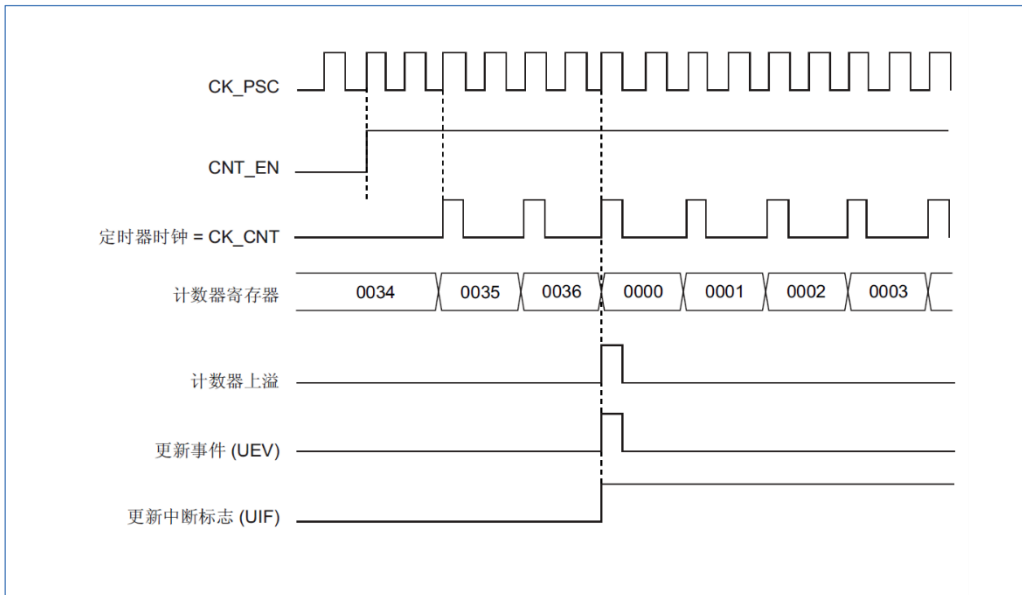 CK_PSC
CNT_EN
定时器时钟 = CK_CNT
计数器寄存器 0034 0035 0036 0000 0001 0002 0003
计数器上溢
更新事件 (UEV)
更新中断标志 (UIF)